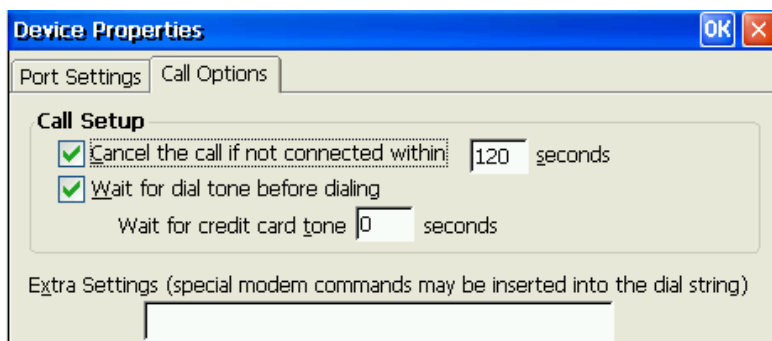 Device Properties OK
Port Settings Call Options
Call Setup
Cancel the call if not connected within 120 seconds
Wait for dial tone before dialing
Wait for credit card tone 0 seconds
Extra Settings (special modem commands may be inserted into the dial string)